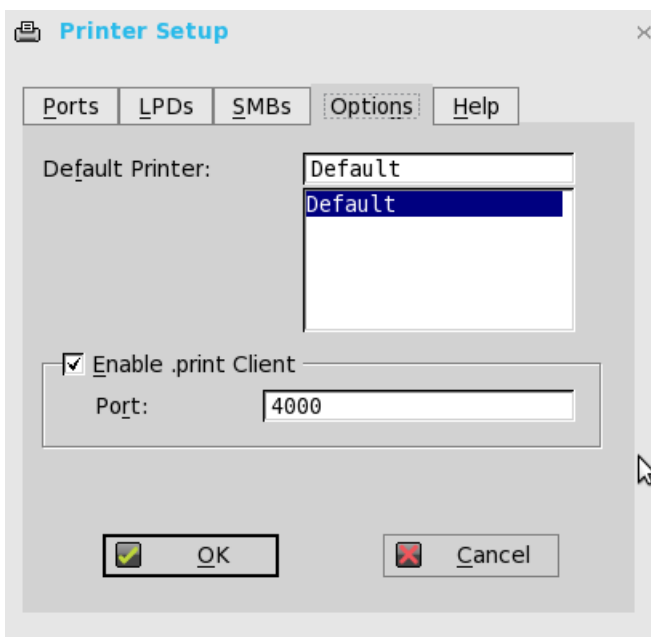 Printer Setup
Ports LPDs SMBs Options Help
Default Printer: Default
Default
Enable .print Client
Port: 4000
OK Cancel